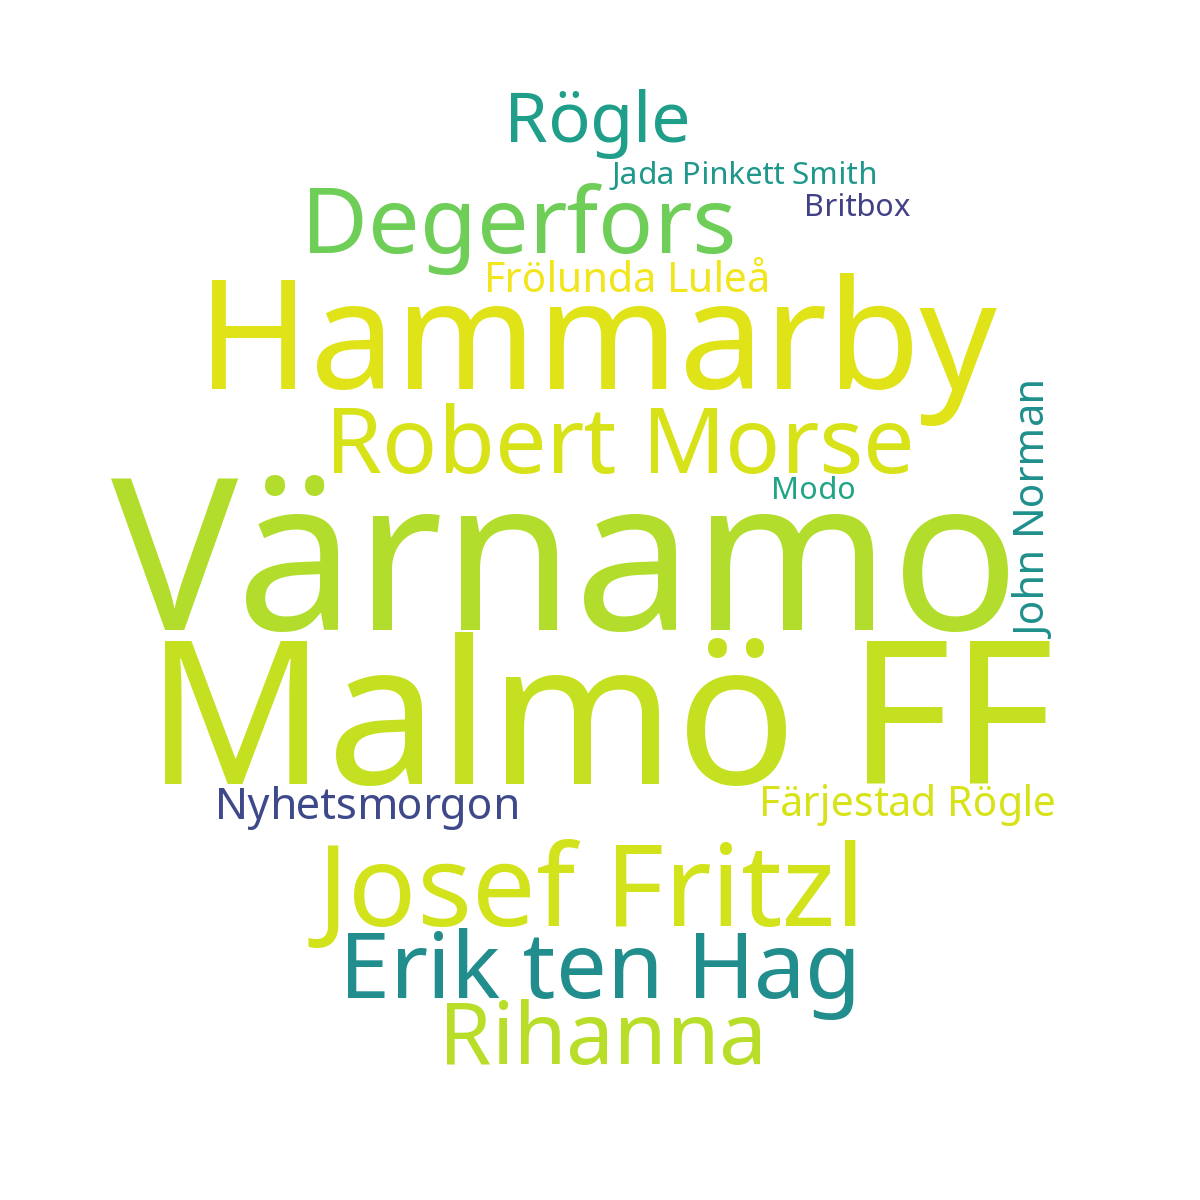 Rögle
Jada Pinkett Smith
Britbox
Degerfors
Frölunda Luleå
Hammarby
Robert Morse
John Norman
Modo
Värnamo
Malmö FF
Nyhetsmorgon
Färjestad Rögle
Josef Fritzl
Erik ten Hag
Rihanna